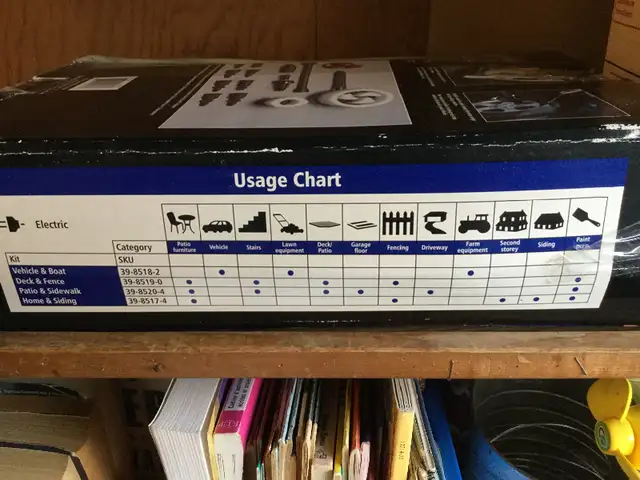 Usage Chart
Electric
Category Patio furniture Vehicle Stairs Lawn equipment Deck/Patio Garage floor Fencing Driveway Farm equipment Second storey Siding Paint
Kit SKU
Vehicle & Boat 39-8518-2
Deck & Fence 39-8519-0
Patio & Sidewalk 39-8520-4
Home & Siding 39-8517-4